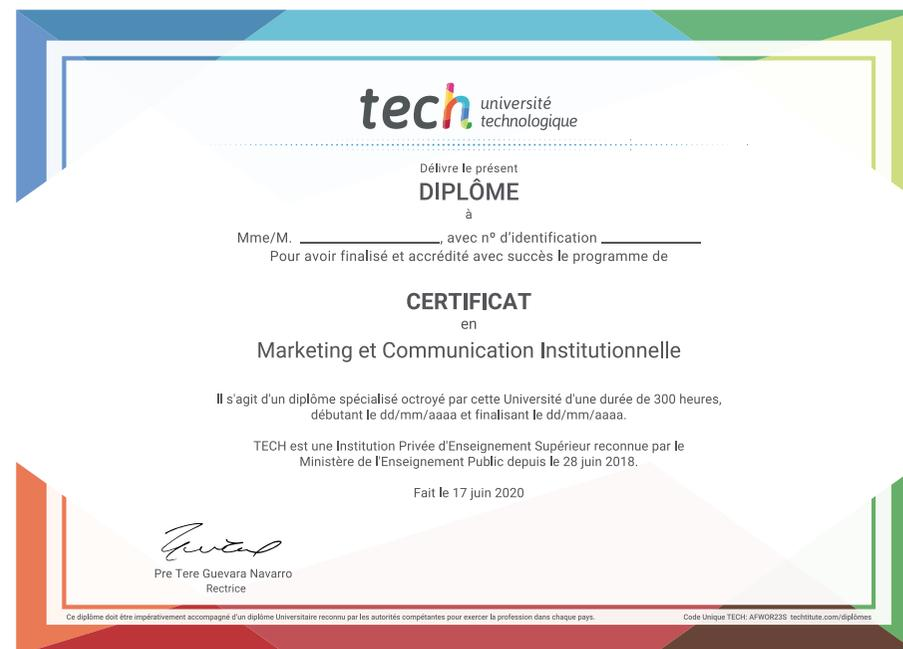 tech université
technologique
Délivre le présent
DIPLÔME
à
Mme/M. ____________________, avec nº d'identification ______________
Pour avoir finalisé et accrédité avec succès le programme de
CERTIFICAT
en
Marketing et Communication Institutionnelle
Il s'agit d'un diplôme spécialisé octroyé par cette Université d'une durée de 300 heures,
débutant le dd/mm/aaaa et finalisant le dd/mm/aaaa.
TECH est une Institution Privée d'Enseignement Supérieur reconnue par le
Ministère de l'Enseignement Public depuis le 28 juin 2018.
Fait le 17 juin 2020
Pre Tere Guevara Navarro
Rectrice
Ce diplôme doit être impérativement accompagné d'un diplôme Universitaire reconnu par les autorités compétantes pour exercer la profession dans chaque pays.
Code Unique TECH: AFWOR23S techtitute.com/diplômes